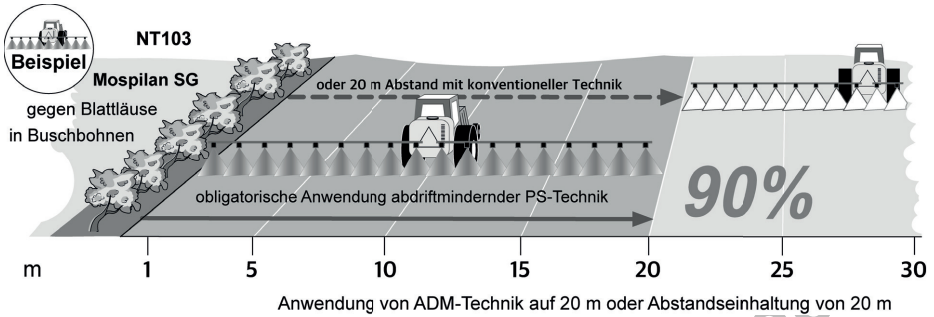 Beispiel
NT103
Mospilan SG
gegen Blattläuse
in Buschbohnen
oder 20 m Abstand mit konventioneller Technik
obligatorische Anwendung abdriftmindernder PS-Technik
90%
m 1 5 10 15 20 25 30
Anwendung von ADM-Technik auf 20 m oder Abstandseinhaltung von 20 m